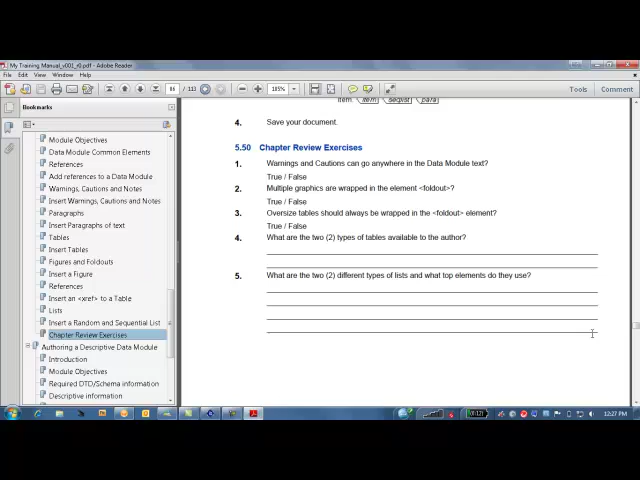 My Training Manual_v001_r0.pdf - Adobe Reader
File Edit View Window Help
86 / 113 185% Tools Comment
Bookmarks
Module Objectives
Data Module Common Elements
References
Add references to a Data Module
Warnings, Cautions and Notes
Insert Warnings, Cautions and Notes
Paragraphs
Insert Paragraphs of text
Tables
Insert Tables
Figures and Foldouts
Insert a Figure
References
Insert an <xref> to a Table
Lists
Insert a Random and Sequential List
Chapter Review Exercises
Authoring a Descriptive Data Module
Introduction
Module Objectives
Required DTD/Schema information
Descriptive information
item. item seqlist para
4. Save your document.
5.50 Chapter Review Exercises
1. Warnings and Cautions can go anywhere in the Data Module text?
True / False
2. Multiple graphics are wrapped in the element <foldout>?
True / False
3. Oversize tables should always be wrapped in the <foldout> element?
True / False
4. What are the two (2) types of tables available to the author?
5. What are the two (2) different types of lists and what top elements do they use?
12:27 PM